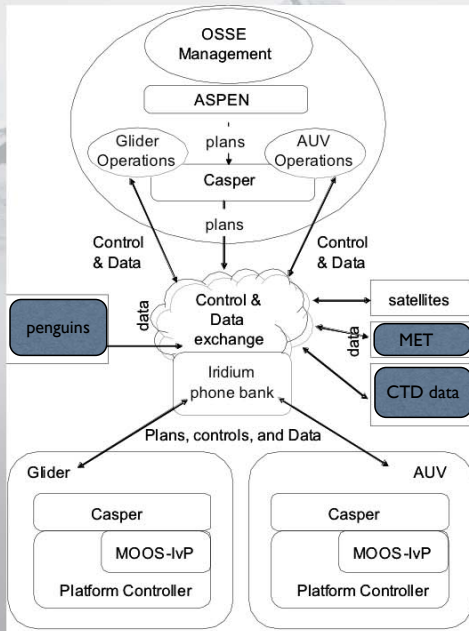 OSSE
Management
ASPEN
plans
Glider
Operations
AUV
Operations
Casper
plans
Control
& Data
Control
& Data
penguins
data
Control &
Data
exchange
satellites
data
MET
CTD data
Iridium
phone bank
Plans, controls, and Data
Glider
Casper
MOOS-IvP
Platform Controller
AUV
Casper
MOOS-IvP
Platform Controller